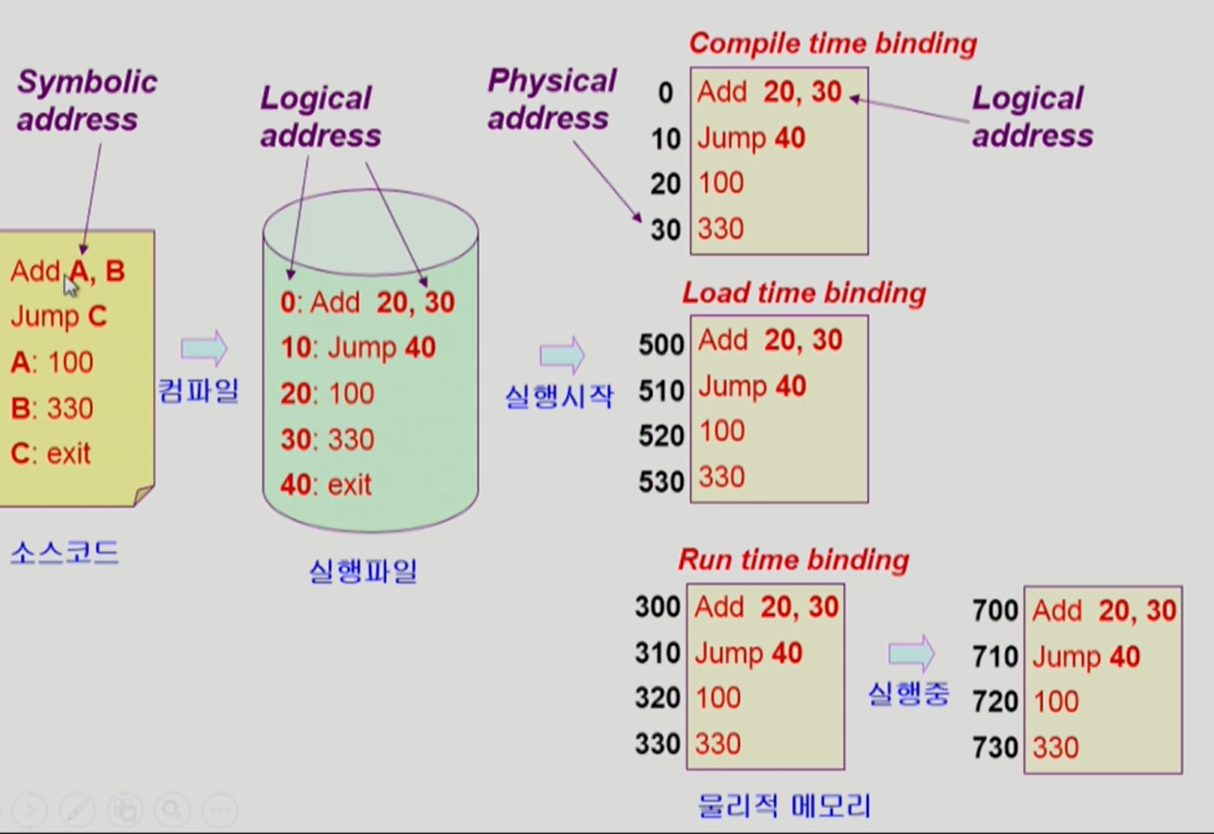 Symbolic
address
Add A, B
Jump C
A: 100
B: 330
C: exit
소스코드
컴파일
Logical
address
0: Add 20, 30
10: Jump 40
20: 100
30: 330
40: exit
실행파일
실행시작
Physical
address
Compile time binding
0 Add 20, 30
10 Jump 40
20 100
30 330
Logical
address
Load time binding
500 Add 20, 30
510 Jump 40
520 100
530 330
Run time binding
300 Add 20, 30
310 Jump 40
320 100
330 330
실행중
700 Add 20, 30
710 Jump 40
720 100
730 330
물리적 메모리